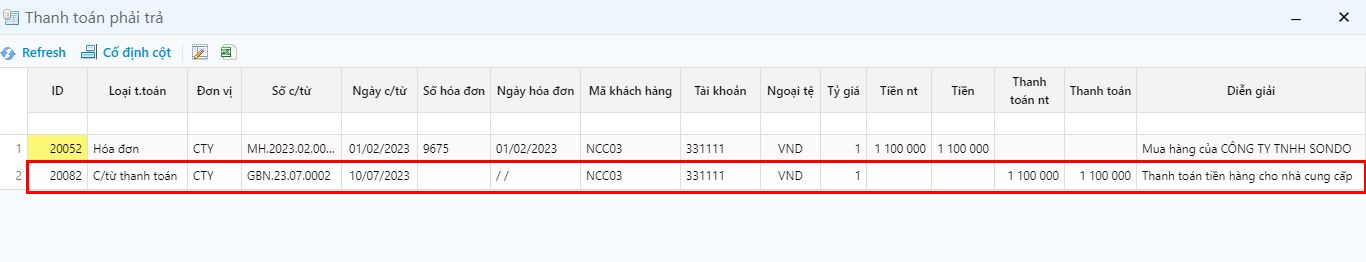 Thanh toán phải trả
Refresh Cố định cột
ID Loại t.toán Đơn vị Số c/từ Ngày c/từ Số hóa đơn Ngày hóa đơn Mã khách hàng Tài khoản Ngoại tệ Tỷ giá Tiền nt Tiền Thanh toán nt Thanh toán Diễn giải
1 20052 Hóa đơn CTY MH.2023.02.00... 01/02/2023 9675 01/02/2023 NCC03 331111 VND 1 1 100 000 1 100 000 Mua hàng của CÔNG TY TNHH SONDO
2 20082 C/từ thanh toán CTY GBN.23.07.0002 10/07/2023 / / NCC03 331111 VND 1 1 100 000 1 100 000 Thanh toán tiền hàng cho nhà cung cấp